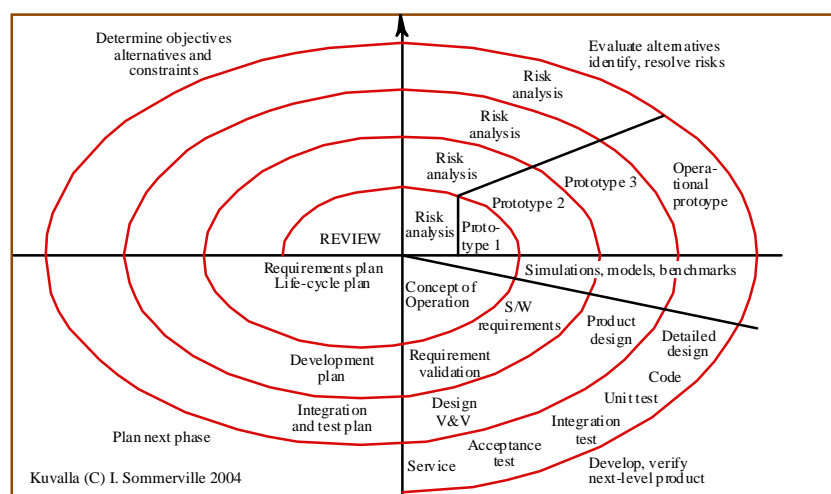 Determine objectives
alternatives and
constraints
Evaluate alternatives
identify, resolve risks
Risk
analysis
Risk
analysis
Risk
analysis
Risk
analysis
Proto-
type 1
Prototype 2
Prototype 3
Opera-
tional
protoype
REVIEW
Requirements plan
Life-cycle plan
Simulations, models, benchmarks
Concept of
Operation
S/W
requirements
Product
design
Detailed
design
Development
plan
Requirement
validation
Code
Unit test
Integration
and test plan
Design
V&V
Integration
test
Plan next phase
Acceptance
test
Service
Develop, verify
next-level product
Kuvalla (C) I. Sommerville 2004